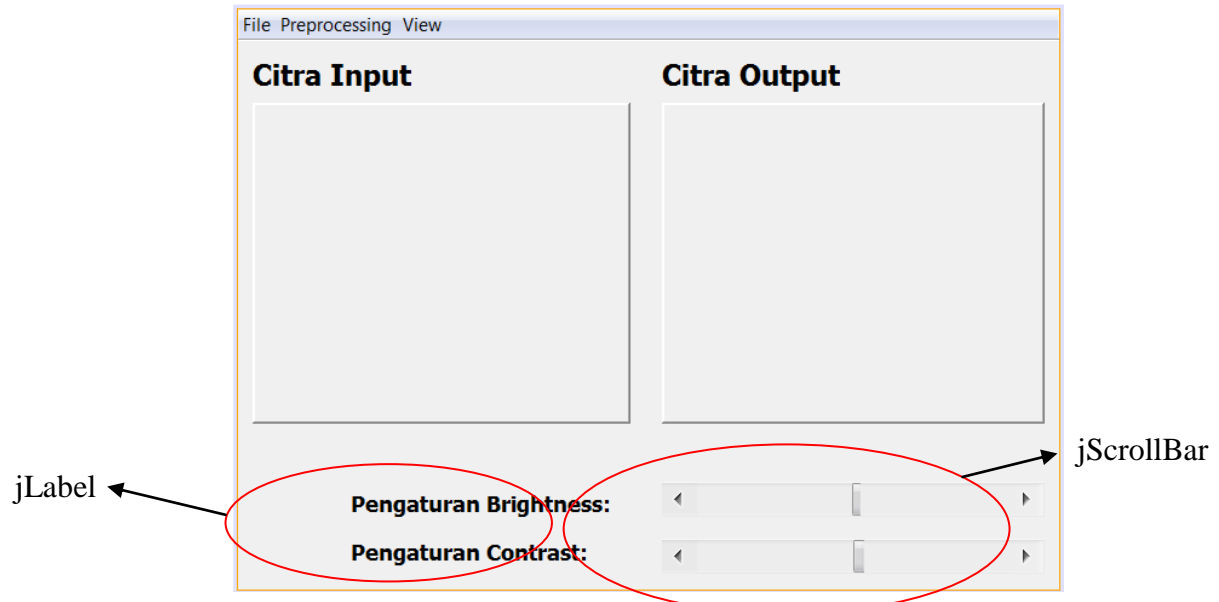 File Preprocessing View
Citra Input
Citra Output
jScrollBar
jLabel
Pengaturan Brightness:
Pengaturan Contrast: